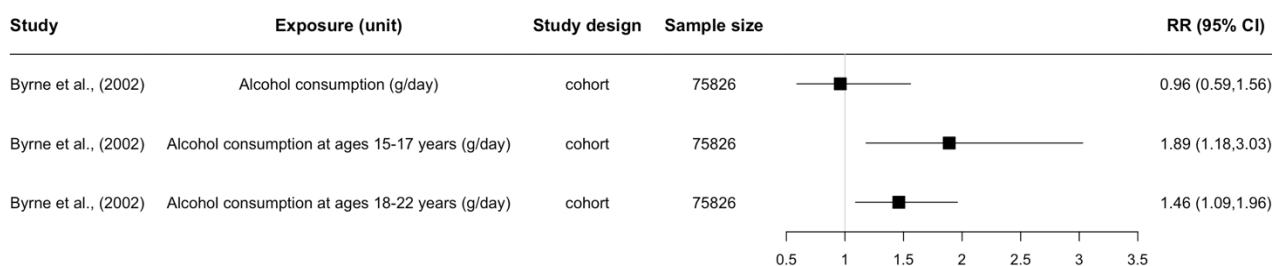 Study Exposure (unit) Study design Sample size RR (95% CI)
Byrne et al., (2002) Alcohol consumption (g/day) cohort 75826 0.96 (0.59,1.56)
Byrne et al., (2002) Alcohol consumption at ages 15-17 years (g/day) cohort 75826 1.89 (1.18,3.03)
Byrne et al., (2002) Alcohol consumption at ages 18-22 years (g/day) cohort 75826 1.46 (1.09,1.96)
0.5 1 1.5 2 2.5 3 3.5